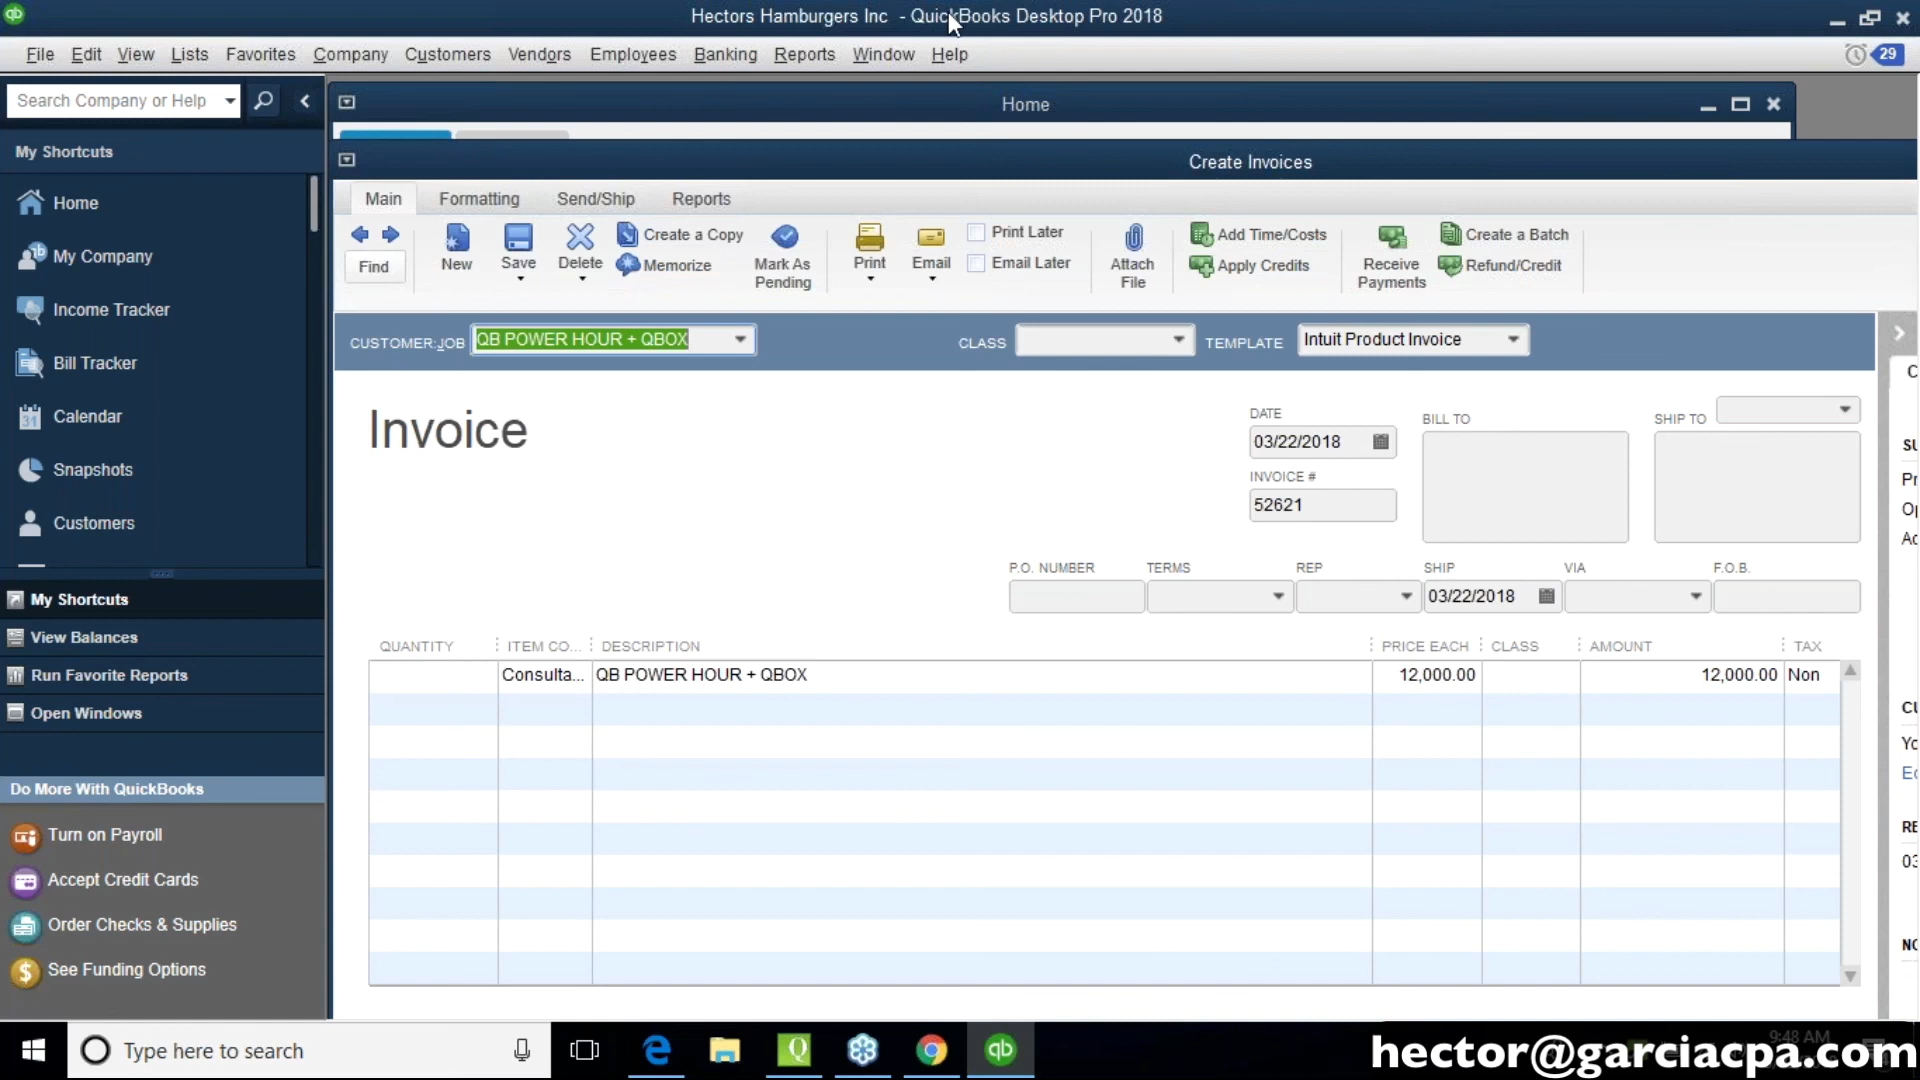 Hectors Hamburgers Inc - QuickBooks Desktop Pro 2018
File Edit View Lists Favorites Company Customers Vendors Employees Banking Reports Window Help
29
Search Company or Help
Home
My Shortcuts
Create Invoices
Main Formatting Send/Ship Reports
Home
My Company
Income Tracker
Bill Tracker
Calendar
31
Snapshots
Customers
Find
New
Save
Delete
Create a Copy
Memorize
Mark As
Pending
Print
Email
Print Later
Email Later
Attach
File
Add Time/Costs
Apply Credits
Receive
Payments
Create a Batch
Refund/Credit
CUSTOMER:JOB QB POWER HOUR + QBOX
CLASS
TEMPLATE Intuit Product Invoice
Invoice
DATE
03/22/2018
INVOICE #
52621
BILL TO
SHIP TO
P.O. NUMBER TERMS REP SHIP VIA F.O.B.
03/22/2018
QUANTITY ITEM CO... DESCRIPTION PRICE EACH CLASS AMOUNT TAX
Consulta... QB POWER HOUR + QBOX 12,000.00 12,000.00 Non
My Shortcuts
View Balances
Run Favorite Reports
Open Windows
Do More With QuickBooks
Turn on Payroll
Accept Credit Cards
Order Checks & Supplies
See Funding Options
Type here to search
9:48 AM
hector@garciacpa.com